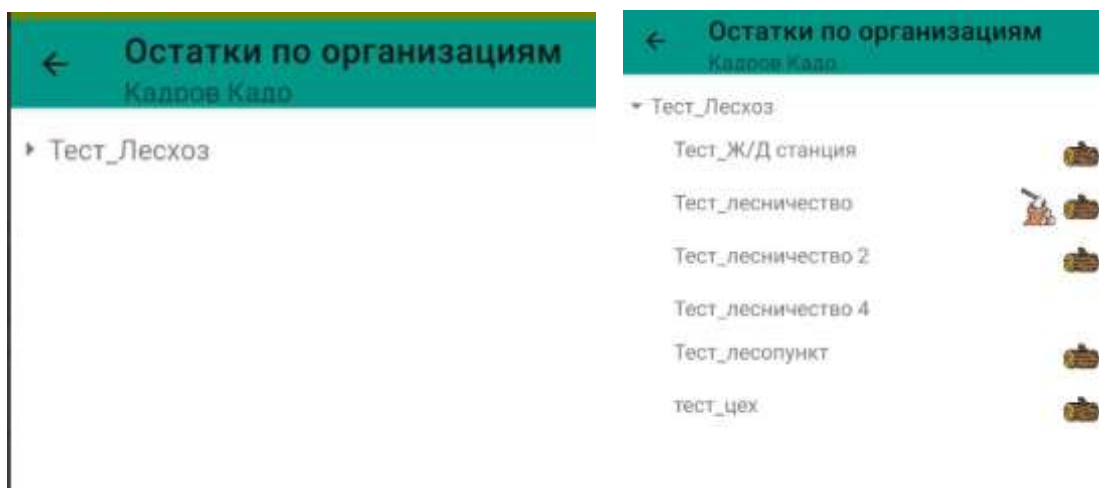 Остатки по организациям
Кадров Кадо
Тест_Лесхоз
Остатки по организациям
Кадров Кадо
Тест_Лесхоз
Тест_Ж/Д станция
Тест_лесничество
Тест_лесничество 2
Тест_лесничество 4
Тест_лесопункт
тест_цех